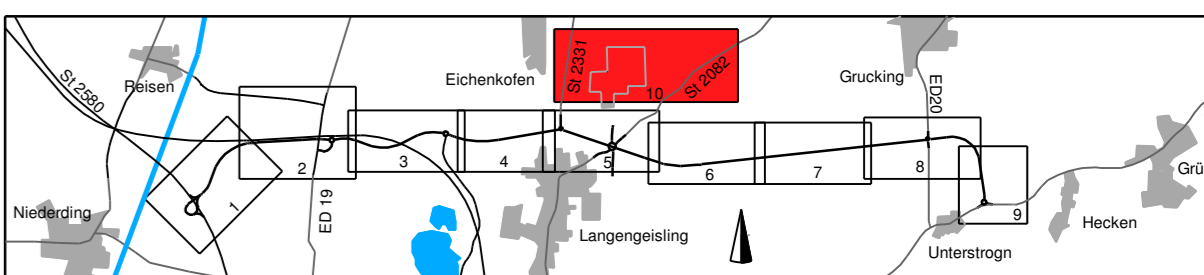 St 2580
Reisen
Eichenkofen
St 2331
10
St 2082
Grucking
ED20
1
2
3
4
5
6
7
8
9
ED 19
Niederding
Langengeisling
Unterstrogn
Hecken
Grü